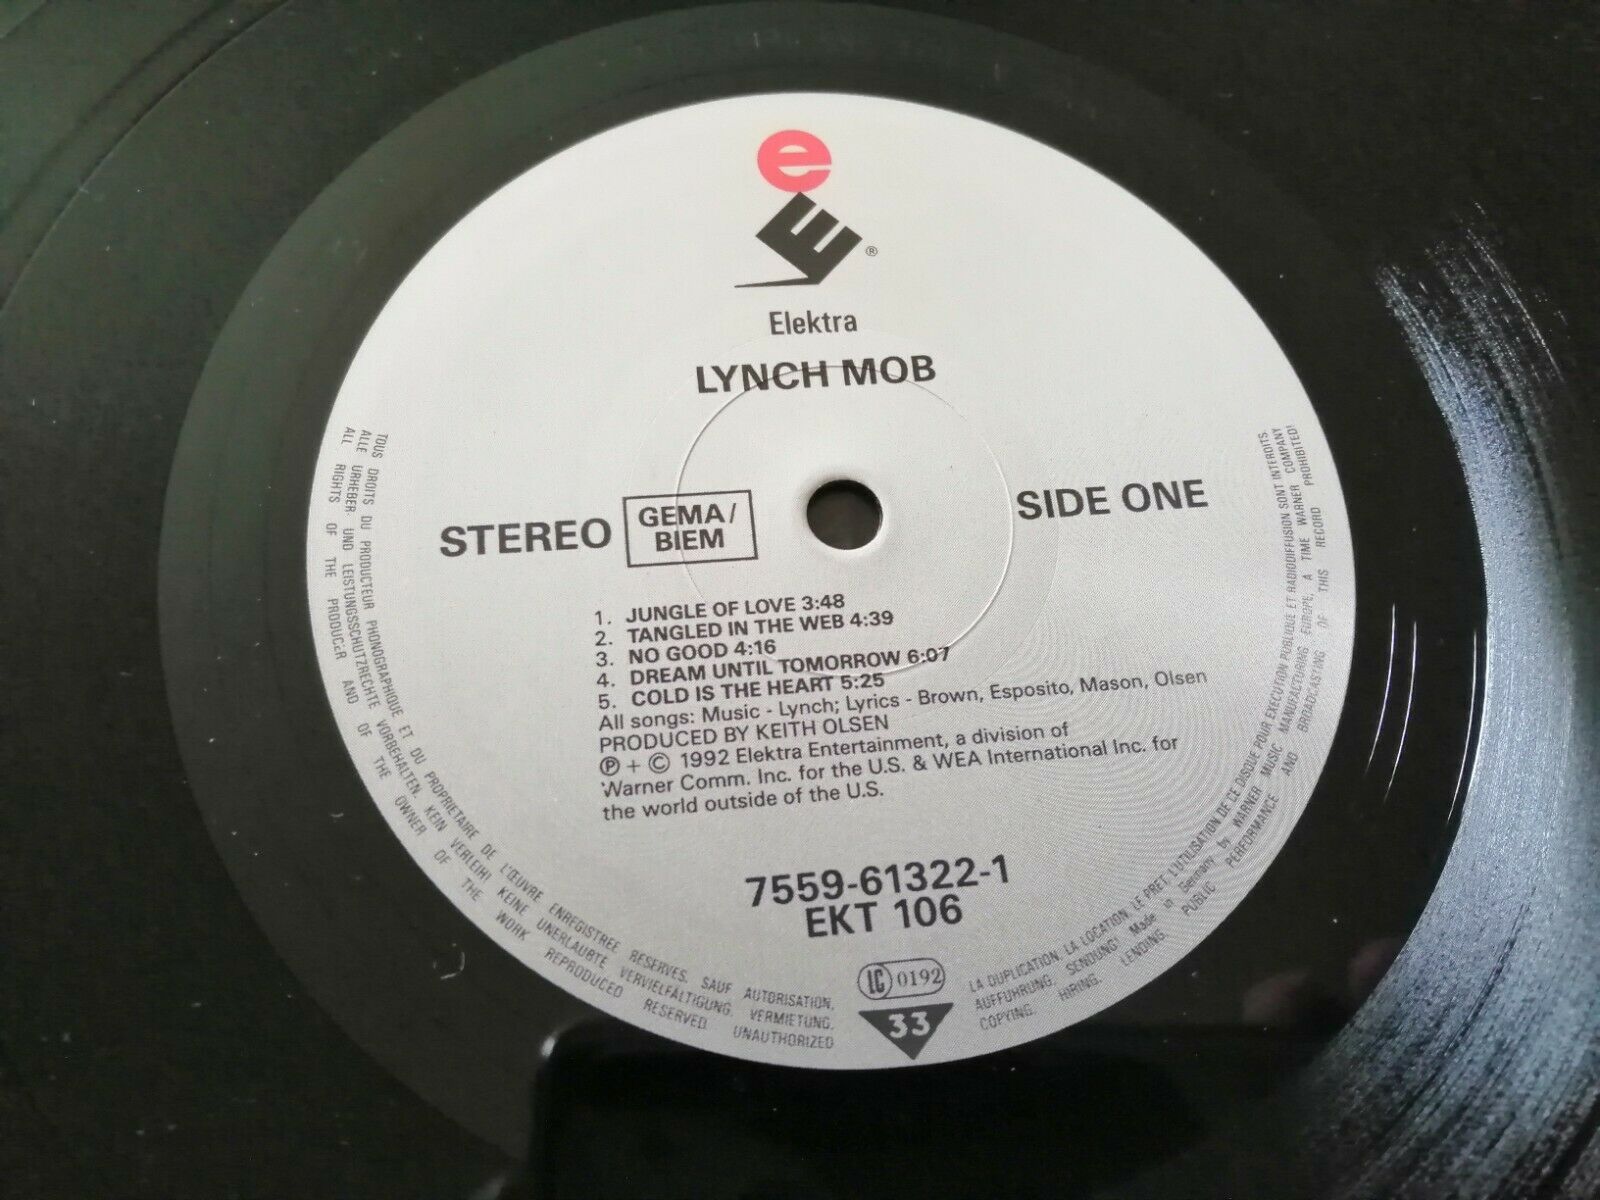 e
E ®
Elektra
LYNCH MOB
STEREO
GEMA/
BIEM
SIDE ONE
1. JUNGLE OF LOVE 3:48
2. TANGLED IN THE WEB 4:39
3. NO GOOD 4:16
4. DREAM UNTIL TOMORROW 6:07
5. COLD IS THE HEART 5:25
All songs: Music - Lynch; Lyrics - Brown, Esposito, Mason, Olsen
PRODUCED BY KEITH OLSEN
℗ + © 1992 Elektra Entertainment, a division of
Warner Comm. Inc. for the U.S. & WEA International Inc. for
the world outside of the U.S.
7559-61322-1
EKT 106
LC 0192
33
TOUS DROITS DU PRODUCTEUR PHONOGRAPHIQUE ET DU PROPRIETAIRE DE L'ŒUVRE ENREGISTREE RESERVES. SAUF AUTORISATION,
LA DUPLICATION, LA LOCATION, LE PRET, L'UTILISATION DE CE DISQUE POUR EXECUTION PUBLIQUE ET RADIODIFFUSION SONT INTERDITS.
ALLE URHEBER- UND LEISTUNGSSCHUTZRECHTE VORBEHALTEN. KEIN VERLEIH! KEINE UNERLAUBTE VERVIELFÄLTIGUNG, VERMIETUNG,
AUFFÜHRUNG, SENDUNG! Made in Germany by WARNER MUSIC MANUFACTURING EUROPE, A TIME WARNER COMPANY
ALL RIGHTS OF THE PRODUCER AND OF THE OWNER OF THE WORK REPRODUCED RESERVED. UNAUTHORIZED
COPYING, HIRING, LENDING, PUBLIC PERFORMANCE AND BROADCASTING OF THIS RECORD PROHIBITED!